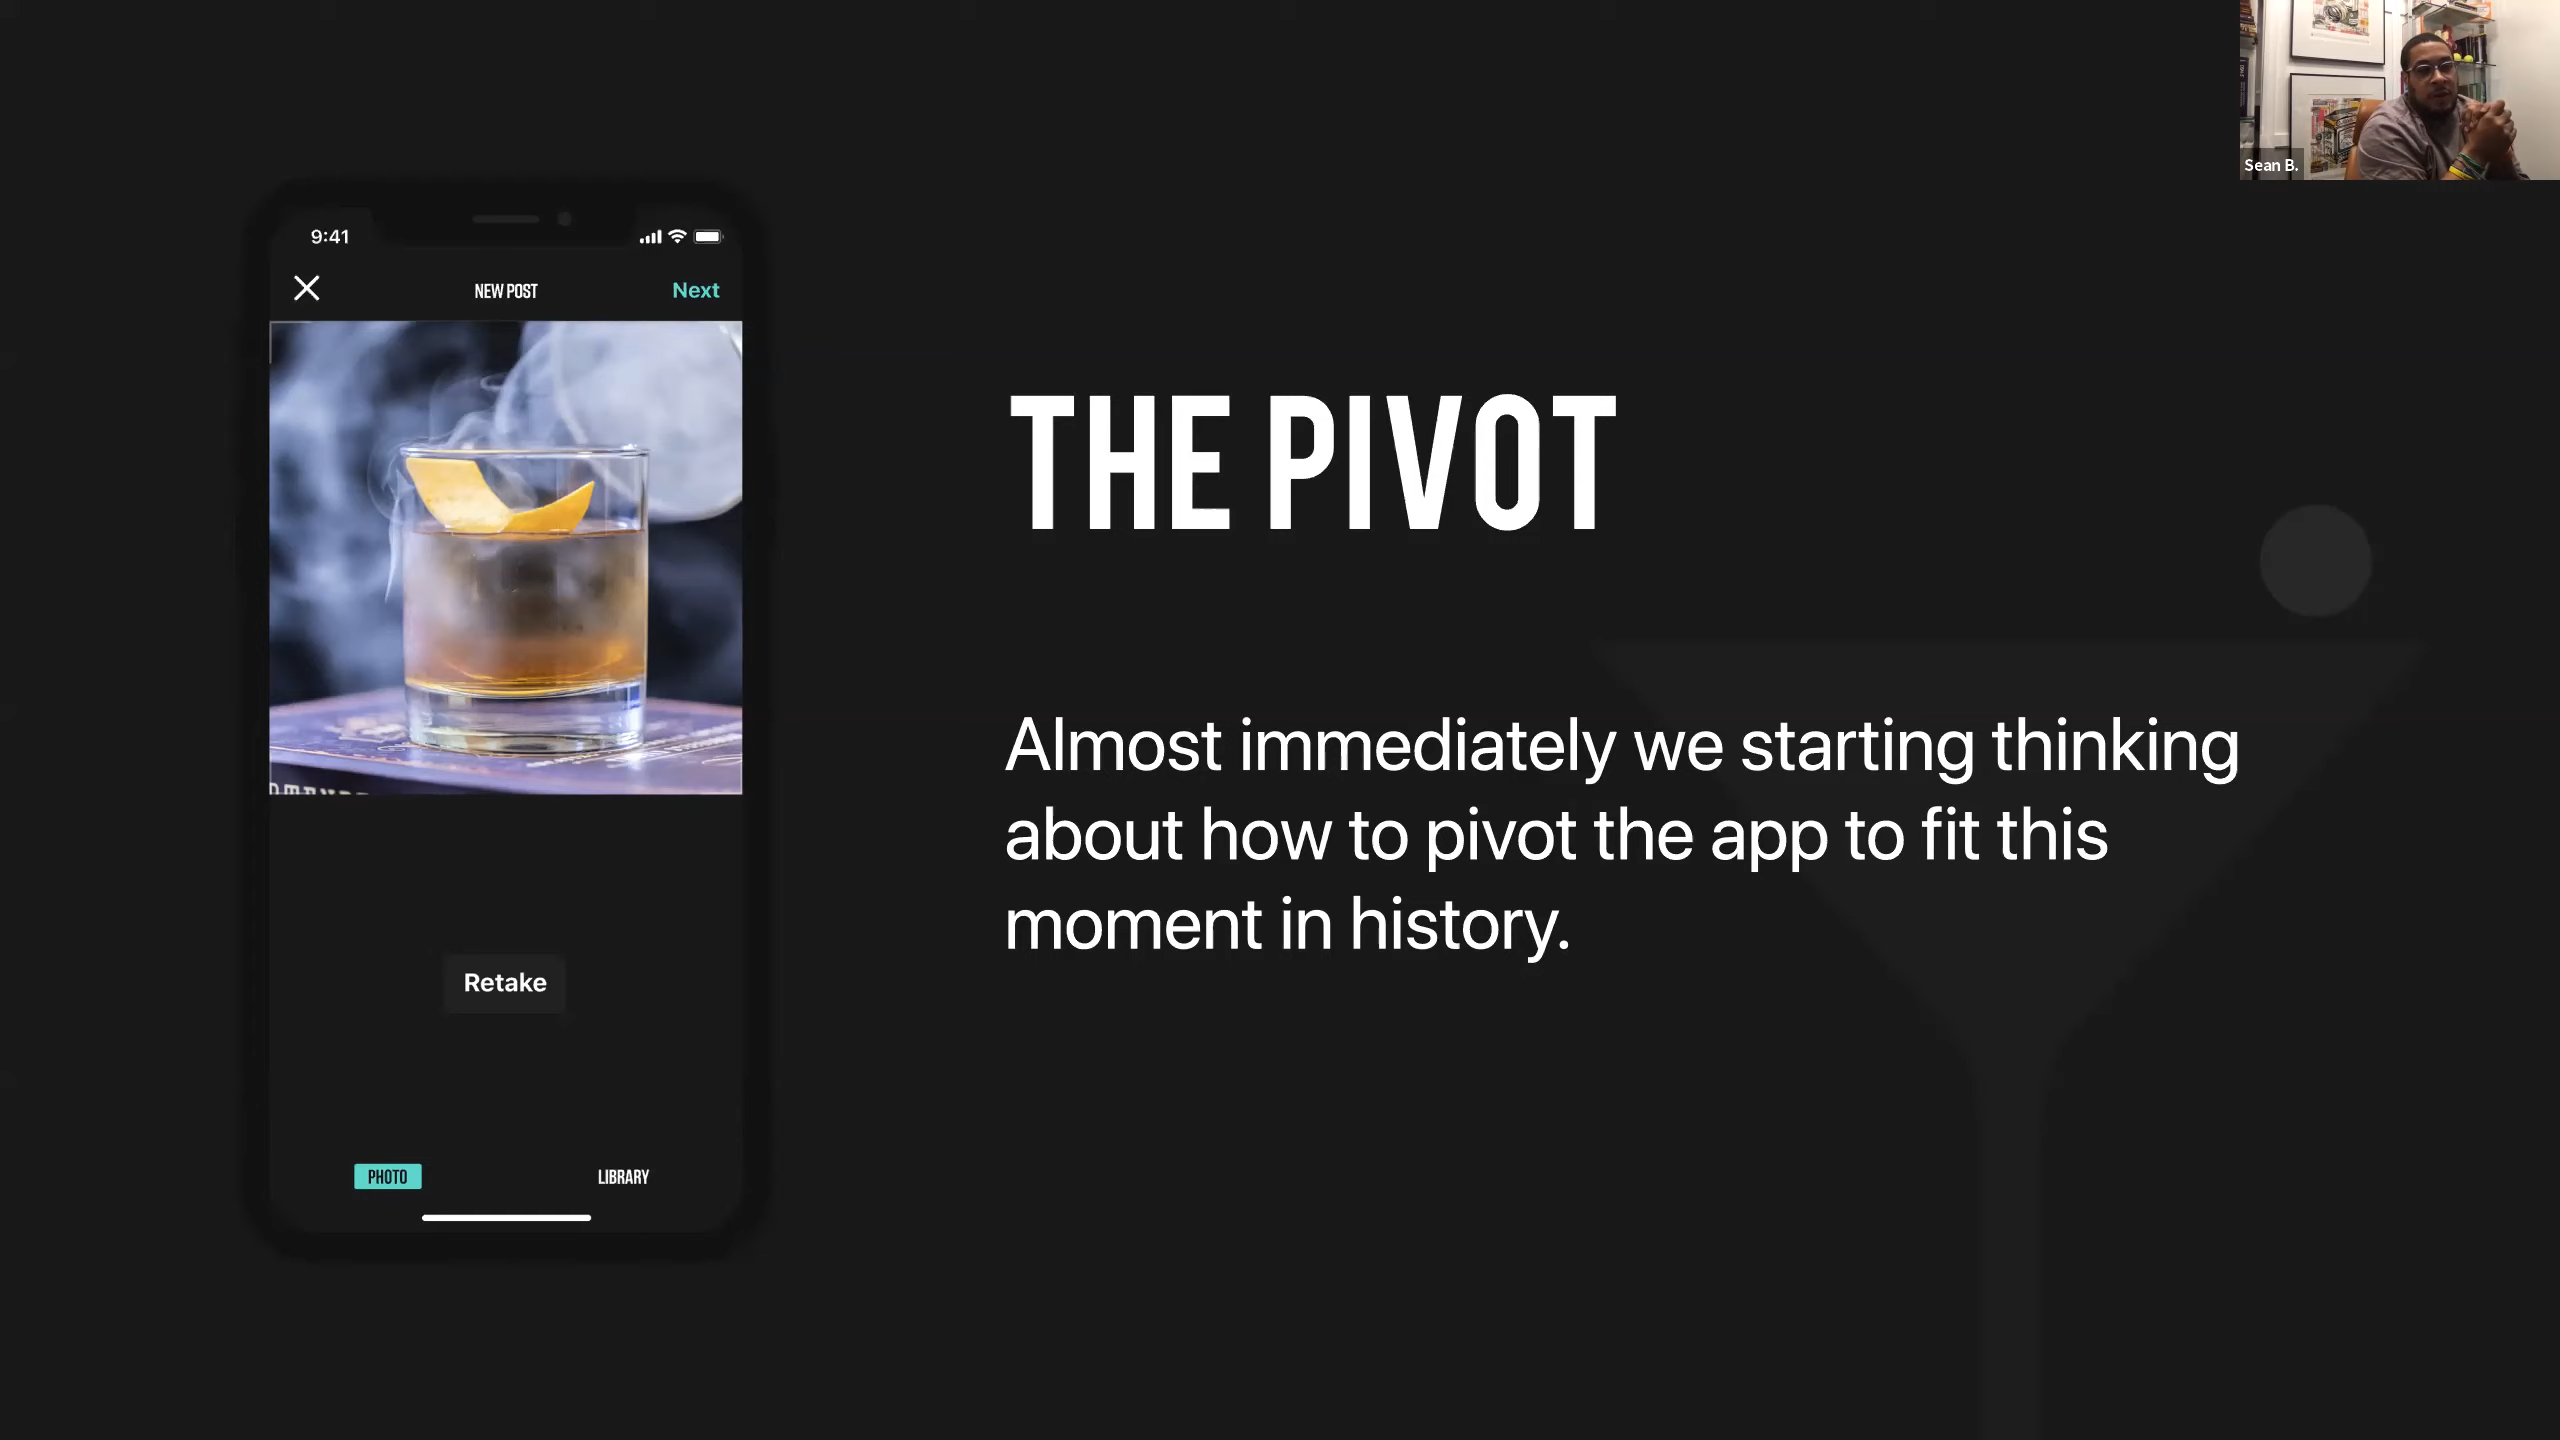 Sean B.
9:41
NEW POST
Next
THE PIVOT
Almost immediately we starting thinking
about how to pivot the app to fit this
moment in history.
Retake
PHOTO
LIBRARY